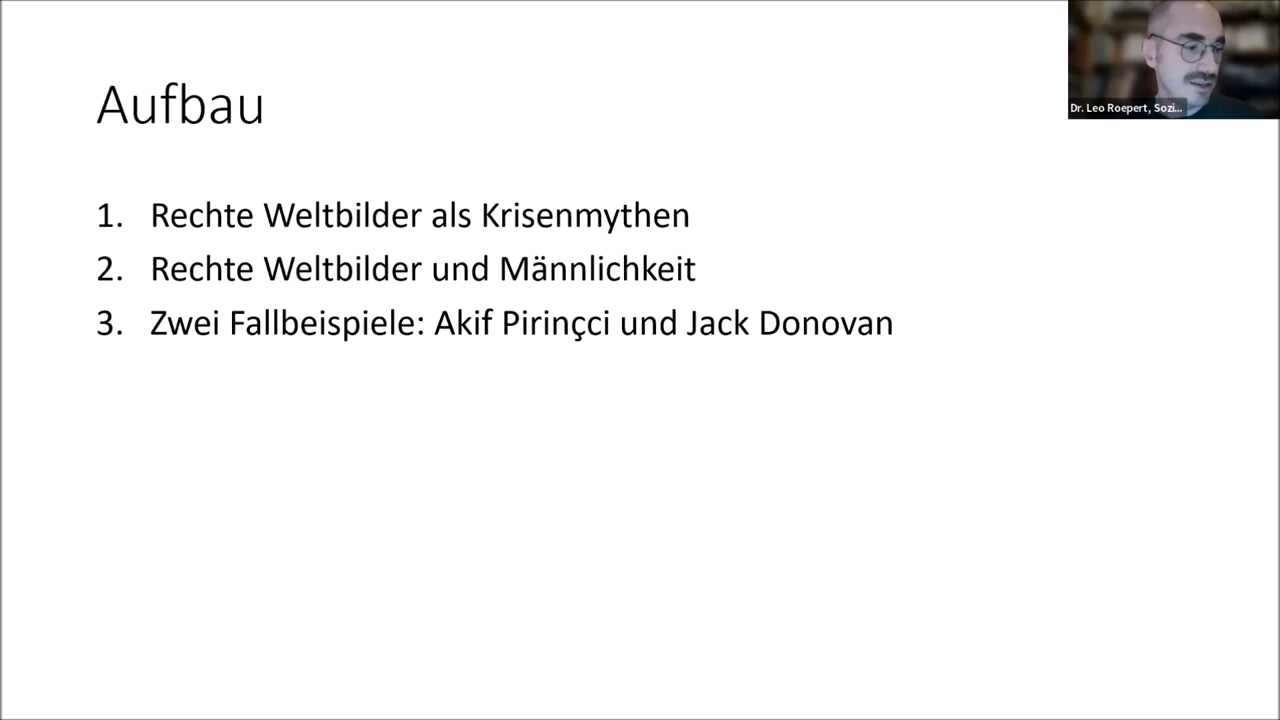 Aufbau
Dr. Leo Roepert, Sozi...
1. Rechte Weltbilder als Krisenmythen
2. Rechte Weltbilder und Männlichkeit
3. Zwei Fallbeispiele: Akif Pirinçci und Jack Donovan